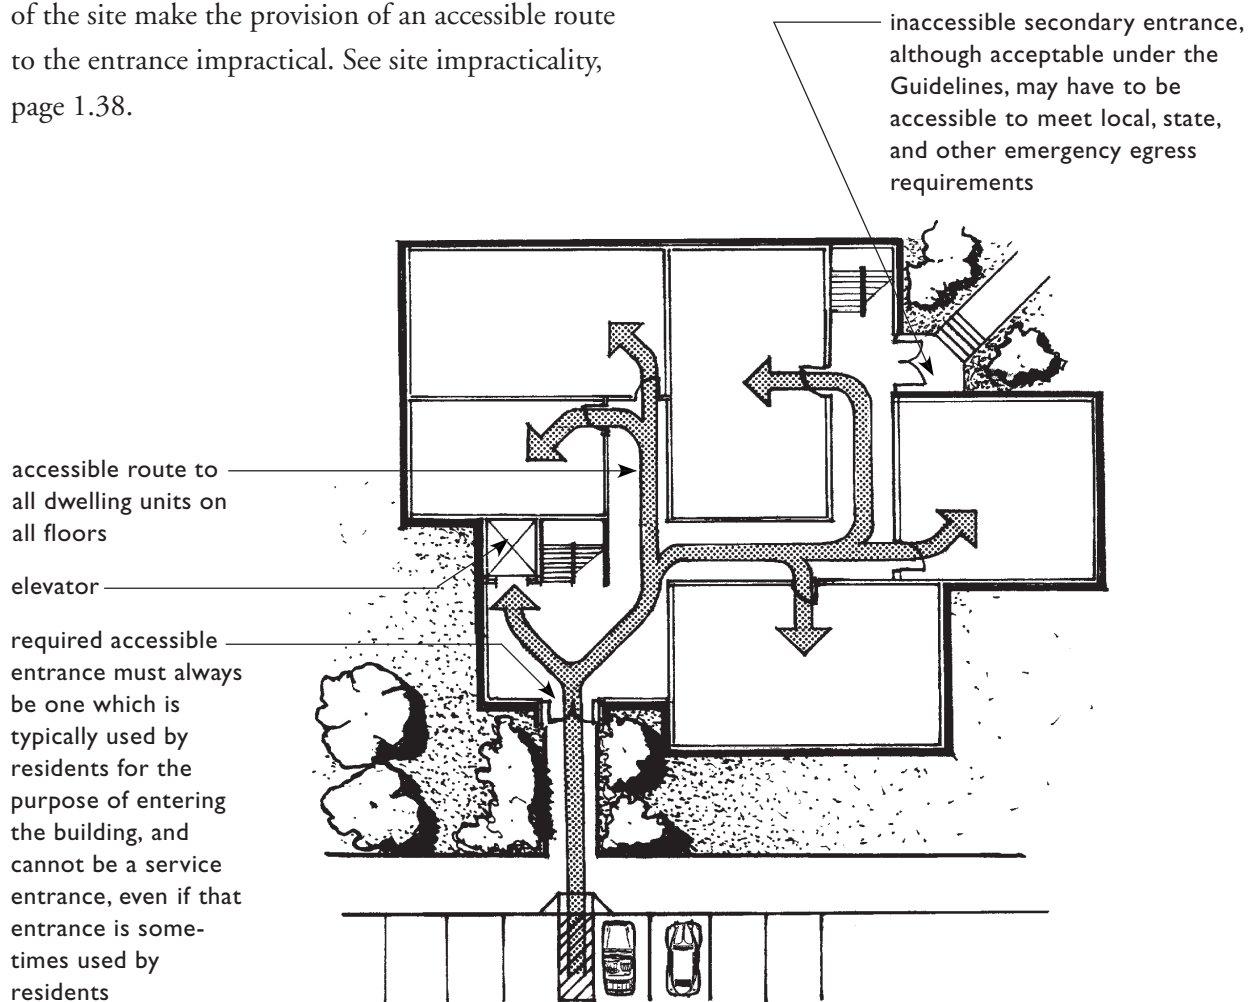 of the site make the provision of an accessible route
to the entrance impractical. See site impracticality,
page 1.38.
inaccessible secondary entrance,
although acceptable under the
Guidelines, may have to be
accessible to meet local, state,
and other emergency egress
requirements
accessible route to
all dwelling units on
all floors
elevator
required accessible
entrance must always
be one which is
typically used by
residents for the
purpose of entering
the building, and
cannot be a service
entrance, even if that
entrance is some-
times used by
residents